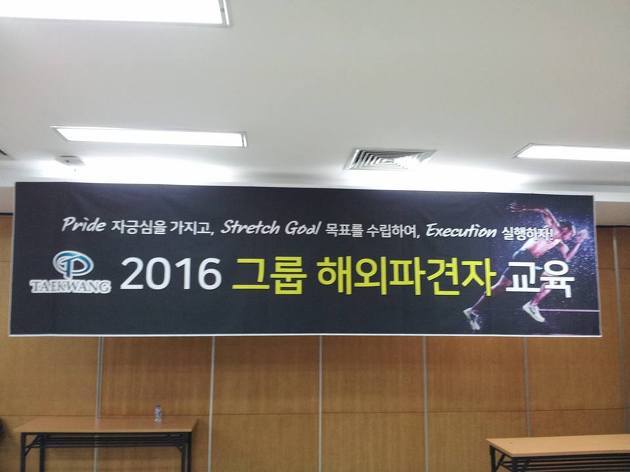 Pride 자긍심을 가지고, Stretch Goal 목표를 수립하여, Execution 실행하자!
TAEKWANG
2016 그룹 해외파견자 교육